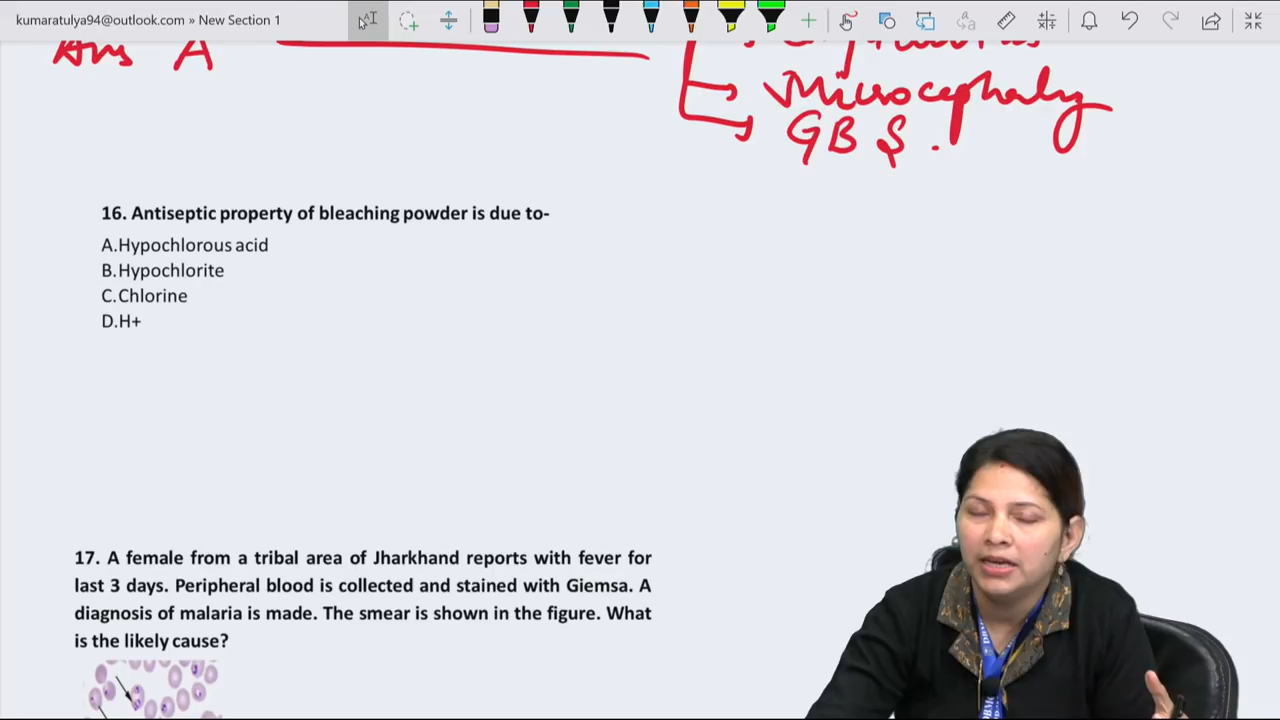 kumaratulya94@outlook.com » New Section 1
Ans A
Microcephaly
GB $.
16. Antiseptic property of bleaching powder is due to-
A.Hypochlorous acid
B.Hypochlorite
C.Chlorine
D.H+
17. A female from a tribal area of Jharkhand reports with fever for
last 3 days. Peripheral blood is collected and stained with Giemsa. A
diagnosis of malaria is made. The smear is shown in the figure. What
is the likely cause?